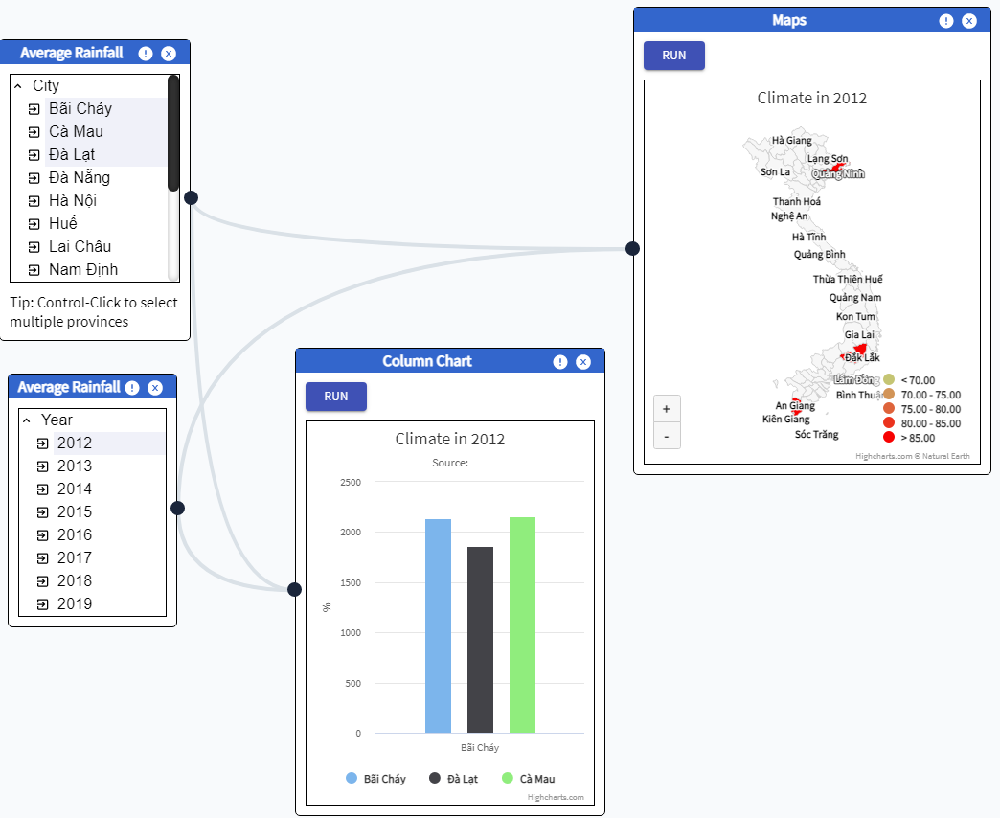 Average Rainfall
City
Bãi Cháy
Cà Mau
Đà Lạt
Đà Nẵng
Hà Nội
Huế
Lai Châu
Nam Định
Tip: Control-Click to select
multiple provinces
Average Rainfall
Year
2012
2013
2014
2015
2016
2017
2018
2019
Column Chart
RUN
Climate in 2012
Source:
2500
2000
1500
1000
500
0
%
Bãi Cháy
Bãi Cháy
Đà Lạt
Cà Mau
Highcharts.com
Maps
RUN
Climate in 2012
Hà Giang
Lạng Sơn
Sơn La
Quảng Ninh
Thanh Hoá
Nghệ An
Hà Tĩnh
Quảng Bình
Thừa Thiên Huế
Quảng Nam
Kon Tum
Gia Lai
Đắk Lắk
Lâm Đồng
Bình Thuận
An Giang
Kiên Giang
Sóc Trăng
+
-
< 70.00
70.00 - 75.00
75.00 - 80.00
80.00 - 85.00
> 85.00
Highcharts.com © Natural Earth